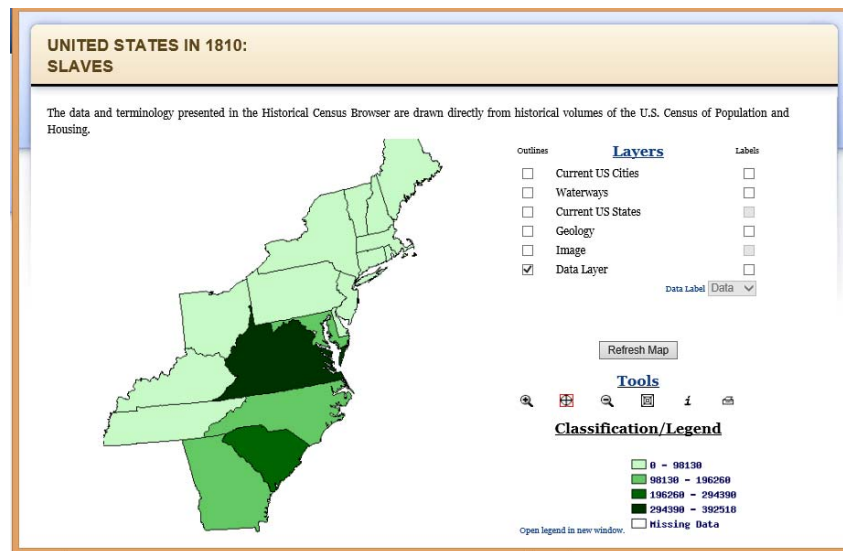 UNITED STATES IN 1810:
SLAVES
The data and terminology presented in the Historical Census Browser are drawn directly from historical volumes of the U.S. Census of Population and
Housing.
Outlines Layers Labels
Current US Cities
Waterways
Current US States
Geology
Image
Data Layer
Data Label Data
Refresh Map
Tools
i
Classification/Legend
0 - 98130
98130 - 196260
196260 - 294390
294390 - 392518
Missing Data
Open legend in new window.